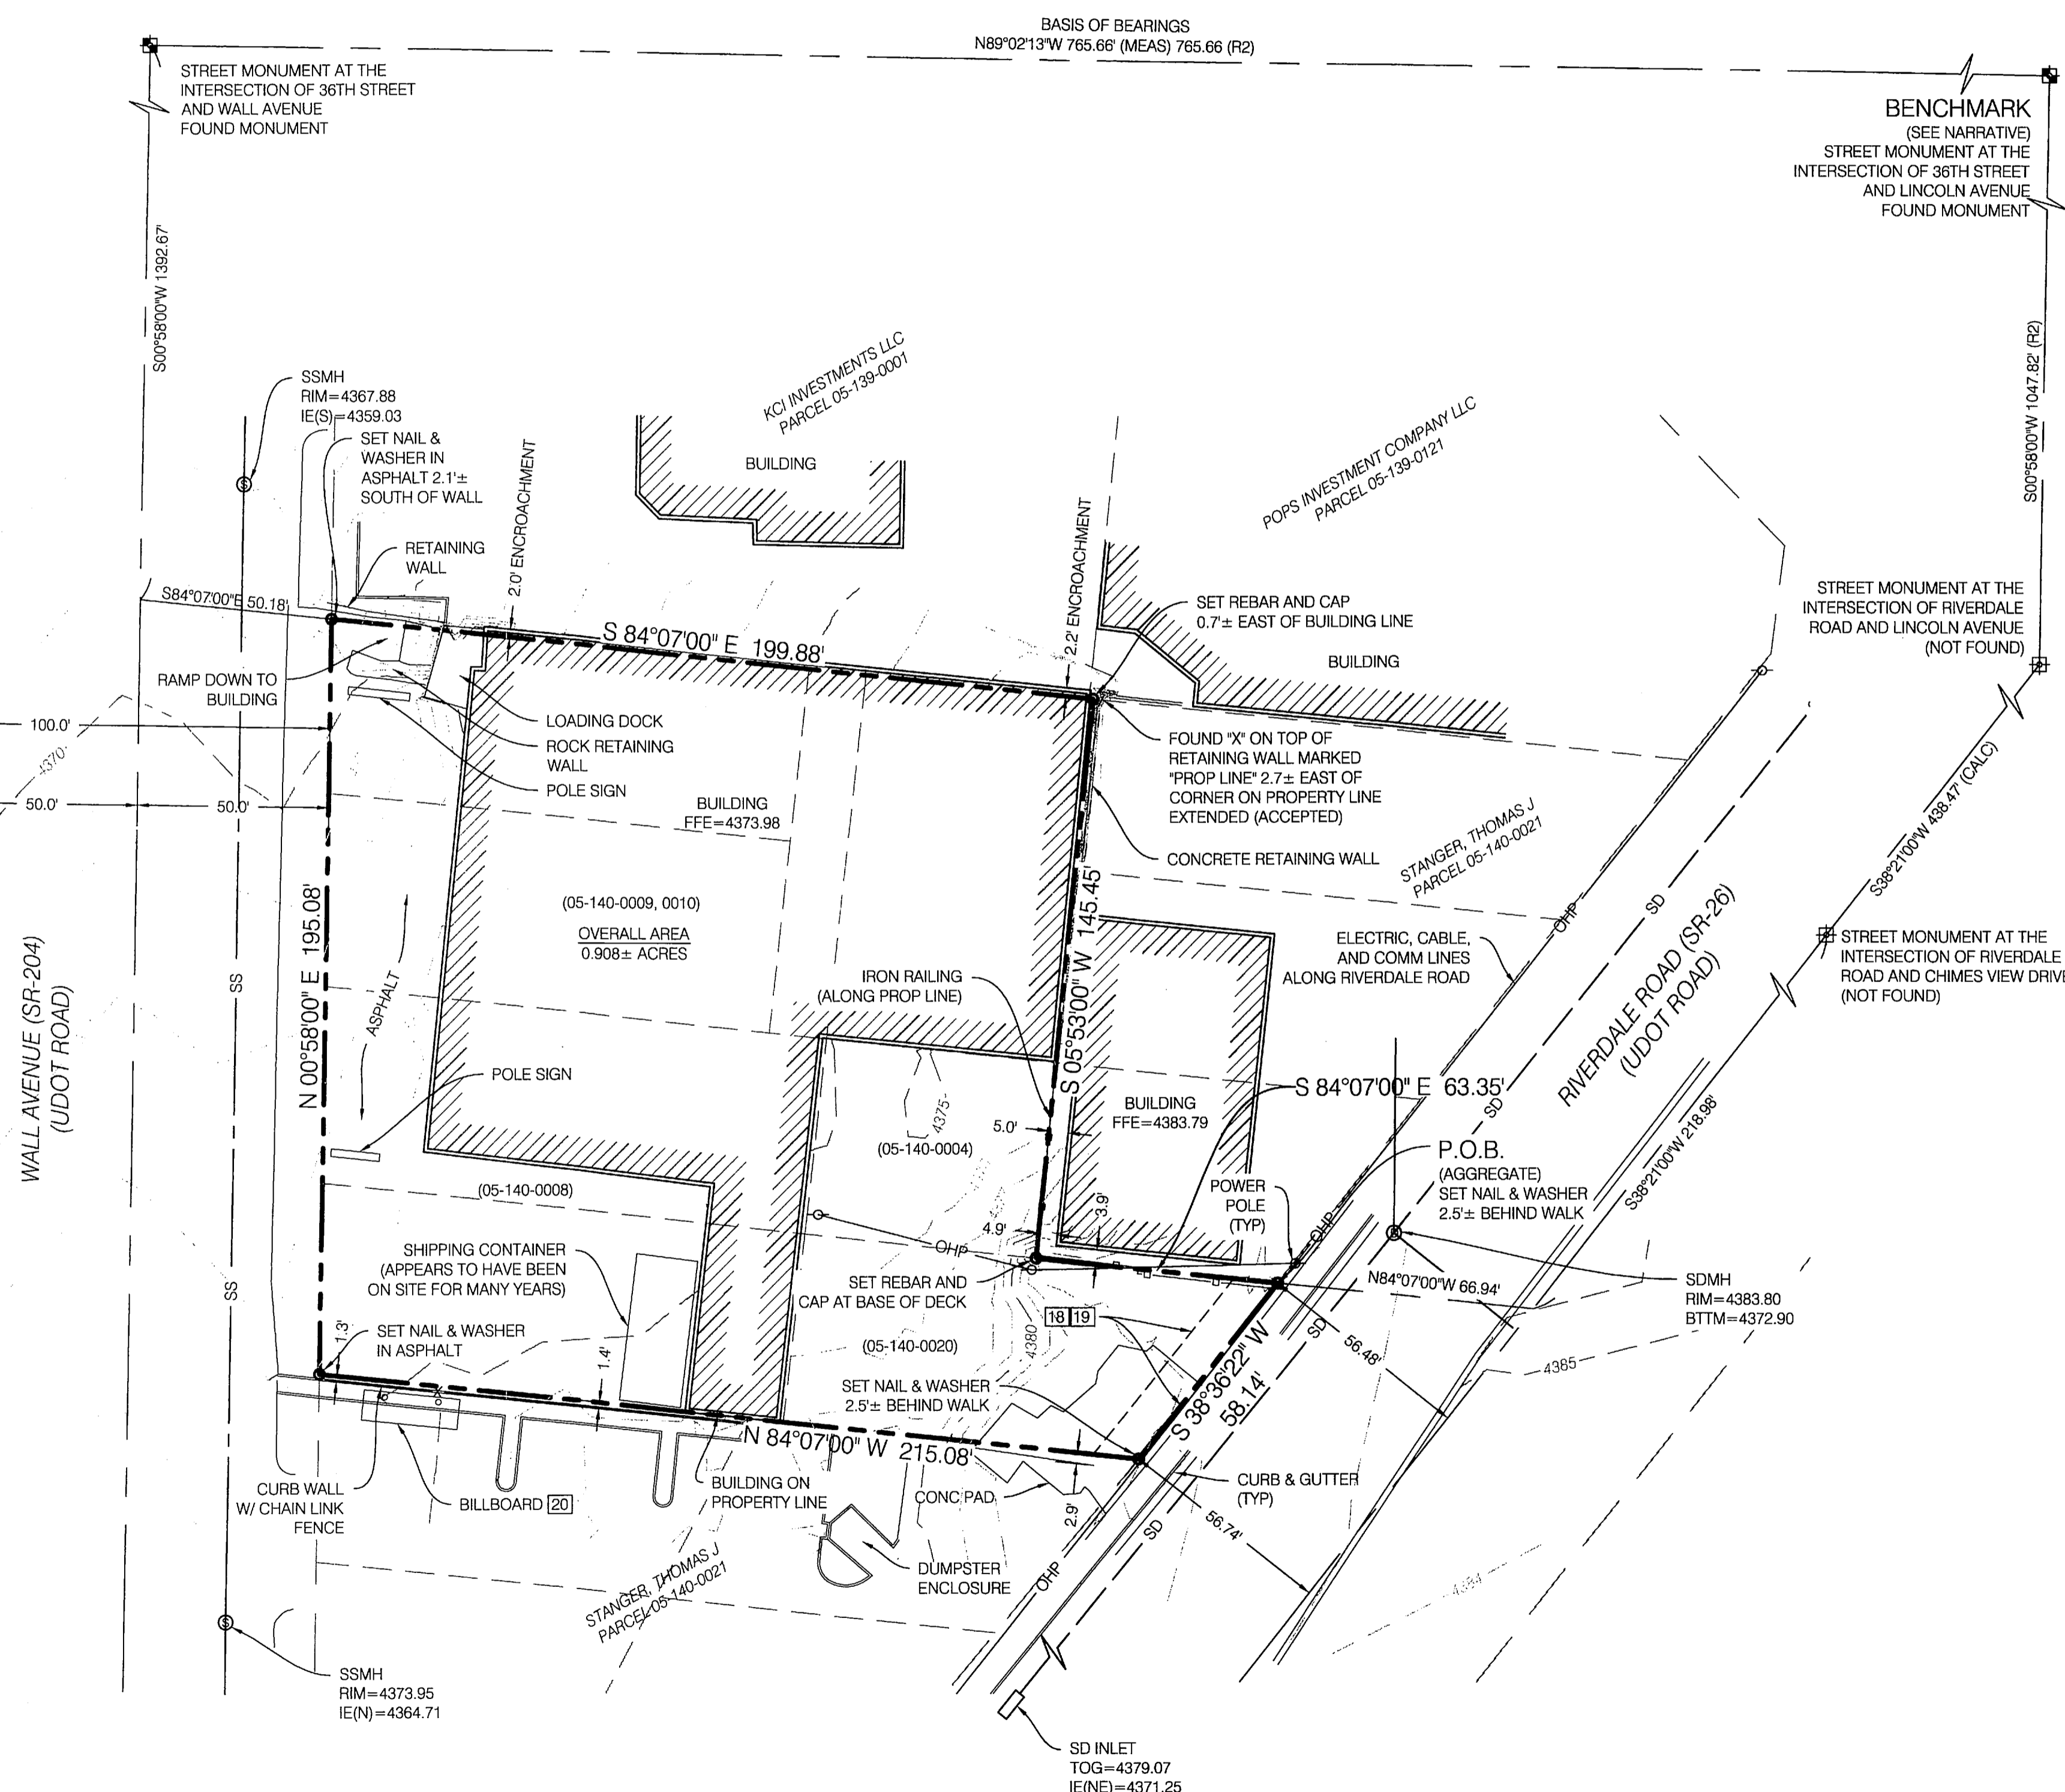 BASIS OF BEARINGS
N89°02'13"W 765.66' (MEAS) 765.66 (R2)
STREET MONUMENT AT THE
INTERSECTION OF 36TH STREET
AND WALL AVENUE
FOUND MONUMENT
BENCHMARK
(SEE NARRATIVE)
STREET MONUMENT AT THE
INTERSECTION OF 36TH STREET
AND LINCOLN AVENUE
FOUND MONUMENT
S00°58'00"W 1392.67'
S00°58'00"W 1047.82' (R2)
KCI INVESTMENTS LLC
PARCEL 05-139-0001
BUILDING
POPS INVESTMENT COMPANY LLC
PARCEL 05-139-0121
SSMH
RIM=4367.88
IE(S)=4359.03
SET NAIL &
WASHER IN
ASPHALT 2.1'±
SOUTH OF WALL
2.0' ENCROACHMENT
2.2' ENCROACHMENT
RETAINING
WALL
S84°07'00"E 50.18'
S 84°07'00" E 199.88'
SET REBAR AND CAP
0.7'± EAST OF BUILDING LINE
BUILDING
STREET MONUMENT AT THE
INTERSECTION OF RIVERDALE
ROAD AND LINCOLN AVENUE
(NOT FOUND)
RAMP DOWN TO
BUILDING
LOADING DOCK
ROCK RETAINING
WALL
POLE SIGN
100.0'
4370
50.0'
50.0'
FOUND "X" ON TOP OF
RETAINING WALL MARKED
"PROP LINE" 2.7± EAST OF
CORNER ON PROPERTY LINE
EXTENDED (ACCEPTED)
CONCRETE RETAINING WALL
BUILDING
FFE=4373.98
STANGER, THOMAS J
PARCEL 05-140-0021
S38°21'00"W 438.47' (CALC)
N 00°58'00" E 195.08'
(05-140-0009, 0010)
OVERALL AREA
0.908± ACRES
S 05°53'00" W 145.45'
OHP
SD
RIVERDALE ROAD (SR-26)
(UDOT ROAD)
ELECTRIC, CABLE,
AND COMM LINES
ALONG RIVERDALE ROAD
STREET MONUMENT AT THE
INTERSECTION OF RIVERDALE
ROAD AND CHIMES VIEW DRIVE
(NOT FOUND)
WALL AVENUE (SR-204)
(UDOT ROAD)
SS
ASPHALT
IRON RAILING
(ALONG PROP LINE)
POLE SIGN
4375
5.0'
(05-140-0004)
BUILDING
FFE=4383.79
S 84°07'00" E 63.35'
SD
P.O.B.
(AGGREGATE)
SET NAIL & WASHER
2.5'± BEHIND WALK
S38°21'00"W 218.98'
(05-140-0008)
POWER
POLE
(TYP)
3.9'
4.9'
OHP
OHP
SHIPPING CONTAINER
(APPEARS TO HAVE BEEN
ON SITE FOR MANY YEARS)
SS
SET REBAR AND
CAP AT BASE OF DECK
N84°07'00"W 66.94'
SDMH
RIM=4383.80
BTTM=4372.90
18 19
SD
1.3'
SET NAIL & WASHER
IN ASPHALT
1.4'
(05-140-0020)
4380
56.48'
4385
SET NAIL & WASHER
2.5'± BEHIND WALK
S 38°36'22" W
58.14'
N 84°07'00" W 215.08'
CURB WALL
W/ CHAIN LINK
FENCE
BILLBOARD 20
BUILDING ON
PROPERTY LINE
CONC PAD
2.9'
CURB & GUTTER
(TYP)
56.74'
SD
DUMPSTER
ENCLOSURE
OHP
4384
STANGER, THOMAS J
PARCEL 05-140-0021
SSMH
RIM=4373.95
IE(N)=4364.71
SD INLET
TOG=4379.07
IE(NE)=4371.25